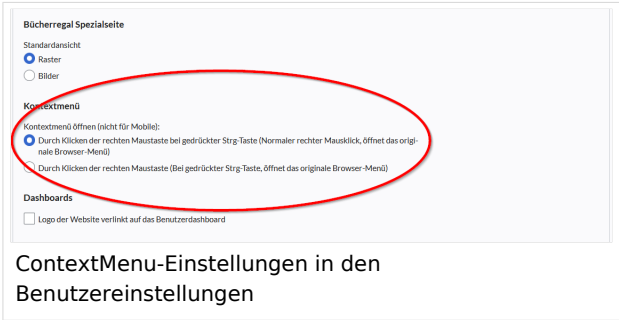 Bücherregal Spezialseite
Standardansicht
Raster
Bilder
Kontextmenü
Kontextmenü öffnen (nicht für Mobile):
Durch Klicken der rechten Maustaste bei gedrückter Strg-Taste (Normaler rechter Mausklick, öffnet das origi-
nale Browser-Menü)
Durch Klicken der rechten Maustaste (Bei gedrückter Strg-Taste, öffnet das originale Browser-Menü)
Dashboards
Logo der Website verlinkt auf das Benutzerdashboard
ContextMenu-Einstellungen in den
Benutzereinstellungen